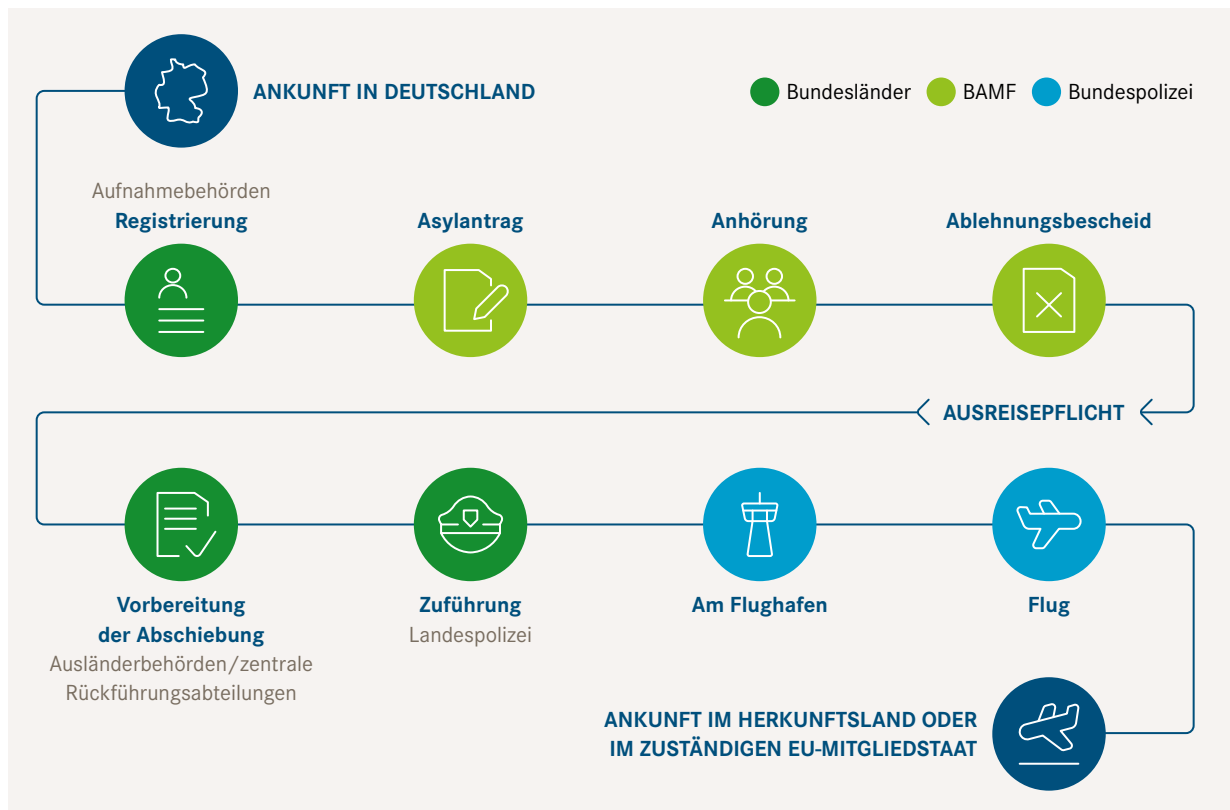 ANKUNFT IN DEUTSCHLAND
Bundesländer
BAMF
Bundespolizei
Aufnahmebehörden
Registrierung
Asylantrag
Anhörung
Ablehnungsbescheid
AUSREISEPFLICHT
Vorbereitung
der Abschiebung
Ausländerbehörden/zentrale
Rückführungsabteilungen
Zuführung
Landespolizei
Am Flughafen
Flug
ANKUNFT IM HERKUNFTSLAND ODER
IM ZUSTÄNDIGEN EU-MITGLIEDSTAAT